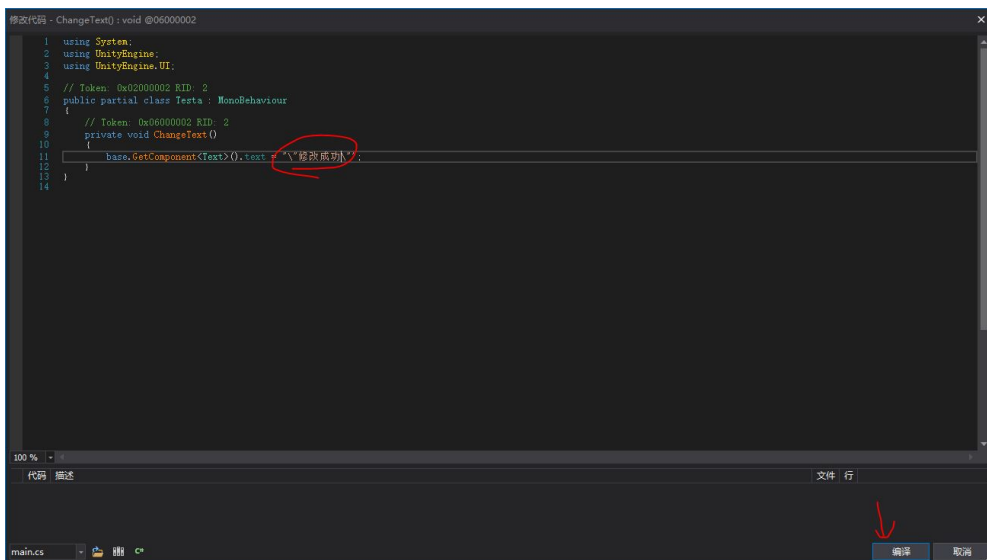 修改代码 - ChangeText() : void @06000002
1 using System;
2 using UnityEngine;
3 using UnityEngine.UI;
4
5 // Token: 0x02000002 RID: 2
6 public partial class Testa : MonoBehaviour
7 {
8 // Token: 0x06000002 RID: 2
9 private void ChangeText()
10 {
11 base.GetComponent<Text>().text = "\"修改成功\"";
12 }
13 }
14
100 %
代码 描述 文件 行
main.cs C# 编译 取消